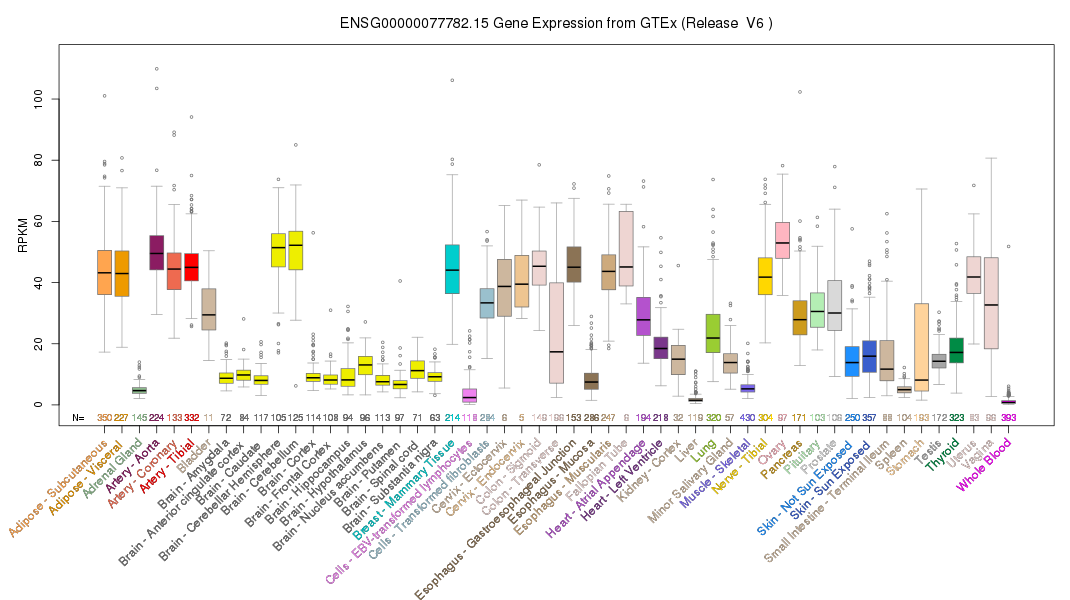 ENSG00000077782.15 Gene Expression from GTEx (Release V6 )
RPKM
100
80
60
40
20
0
N= 350 227 145 224 133 332 11 72 84 117 105 125 114 108 94 96 113 97 71 63 214 118 284 6 5 149 196 153 286 247 6 194 218 32 119 320 57 430 304 97 171 103 106 250 357 88 104 193 172 323 83 96 393
Adipose - Subcutaneous
Adipose - Visceral
Adrenal Gland
Artery - Aorta
Artery - Coronary
Artery - Tibial
Bladder
Brain - Amygdala
Brain - Anterior cingulate cortex
Brain - Caudate
Brain - Cerebellar Hemisphere
Brain - Cerebellum
Brain - Cortex
Brain - Frontal Cortex
Brain - Hippocampus
Brain - Hypothalamus
Brain - Nucleus accumbens
Brain - Putamen
Brain - Spinal cord
Brain - Substantia nigra
Breast - Mammary Tissue
Cells - EBV-transformed lymphocytes
Cells - Transformed fibroblasts
Cervix - Ectocervix
Cervix - Endocervix
Colon - Sigmoid
Colon - Transverse
Esophagus - Gastroesophageal Junction
Esophagus - Mucosa
Esophagus - Muscularis
Fallopian Tube
Heart - Atrial Appendage
Heart - Left Ventricle
Kidney - Cortex
Liver
Lung
Minor Salivary Gland
Muscle - Skeletal
Nerve - Tibial
Ovary
Pancreas
Pituitary
Prostate
Skin - Not Sun Exposed
Skin - Sun Exposed
Small Intestine - Terminal Ileum
Spleen
Stomach
Testis
Thyroid
Uterus
Vagina
Whole Blood